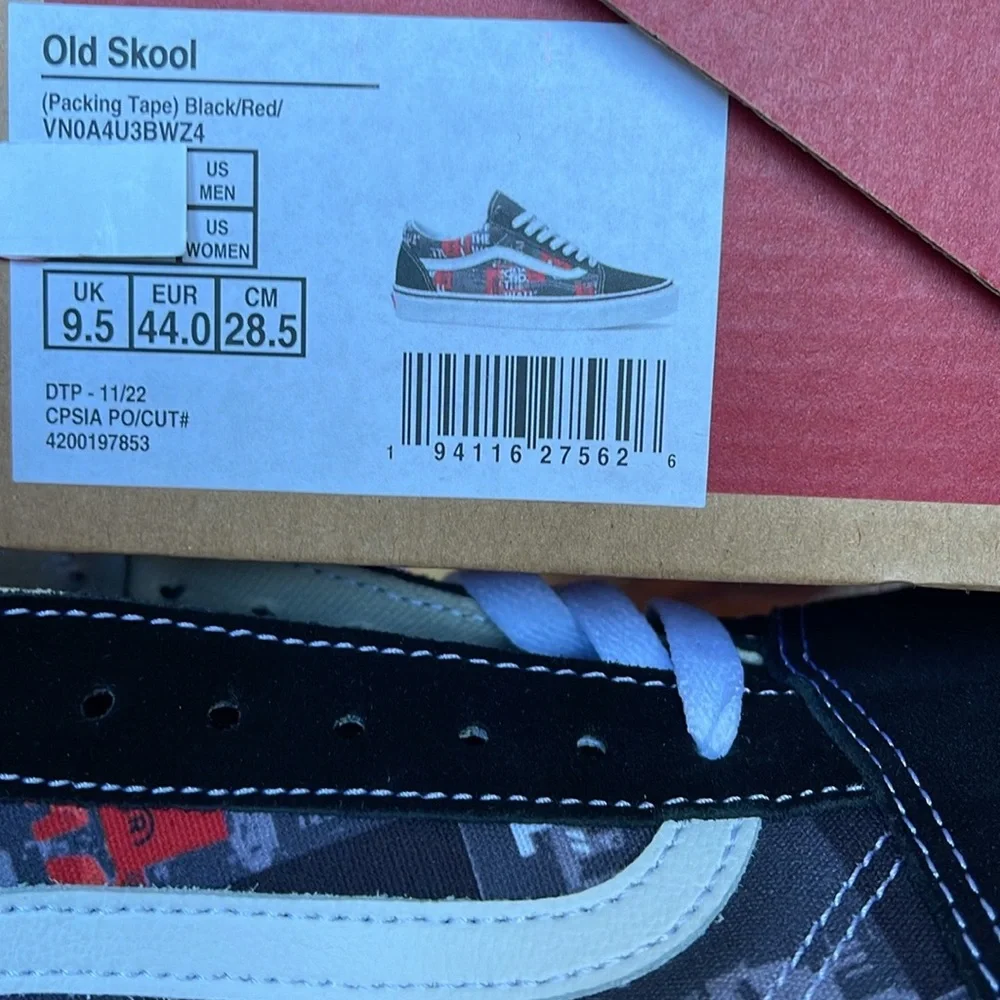 Old Skool
(Packing Tape) Black/Red/
VN0A4U3BWZ4
US
MEN
US
WOMEN
UK EUR CM
9.5 44.0 28.5
DTP - 11/22
CPSIA PO/CUT#
4200197853
1 94116 27562 6